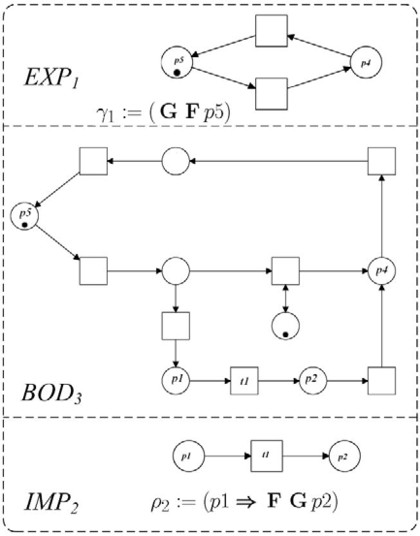 p5
p4
EXP₁
γ₁ := ( G F p5)
p5
p4
p1
t1
p2
BOD₃
p1
t1
p2
IMP₂
ρ₂ := (p1 ⇒ F G p2)